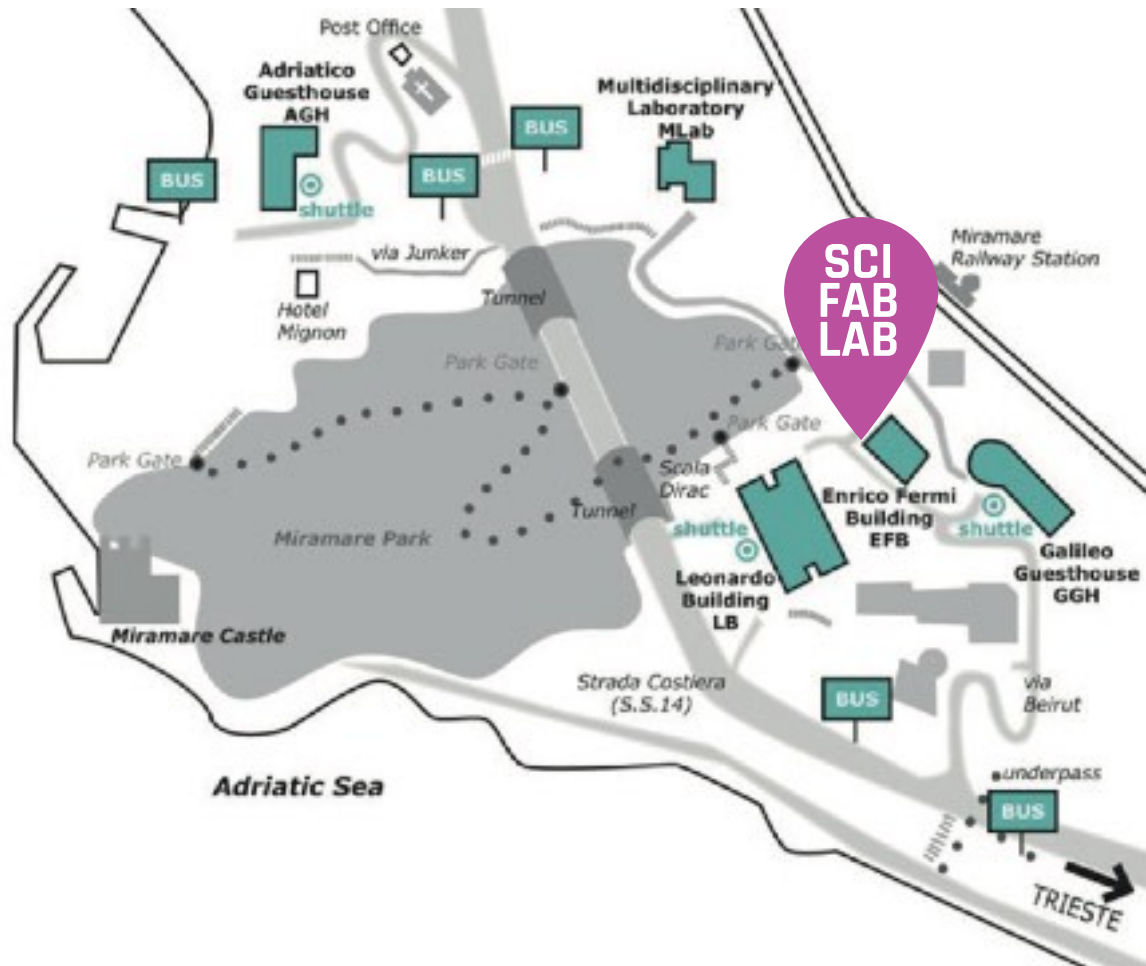 Post Office
Adriatico
Guesthouse
AGH
BUS
shuttle
BUS
BUS
Multidisciplinary
Laboratory
MLab
SCI
FAB
LAB
Miramare
Railway Station
via Junker
Hotel
Mignon
Tunnel
Park Gate
Park Gate
Park Gate
Park Gate
Scala
Dirac
Tunnel
Miramare Park
shuttle
Enrico Fermi
Building
EFB
shuttle
Galileo
Guesthouse
GGH
Leonardo
Building
LB
Miramare Castle
Strada Costiera
(S.S.14)
BUS
via
Beirut
Adriatic Sea
underpass
BUS
TRIESTE